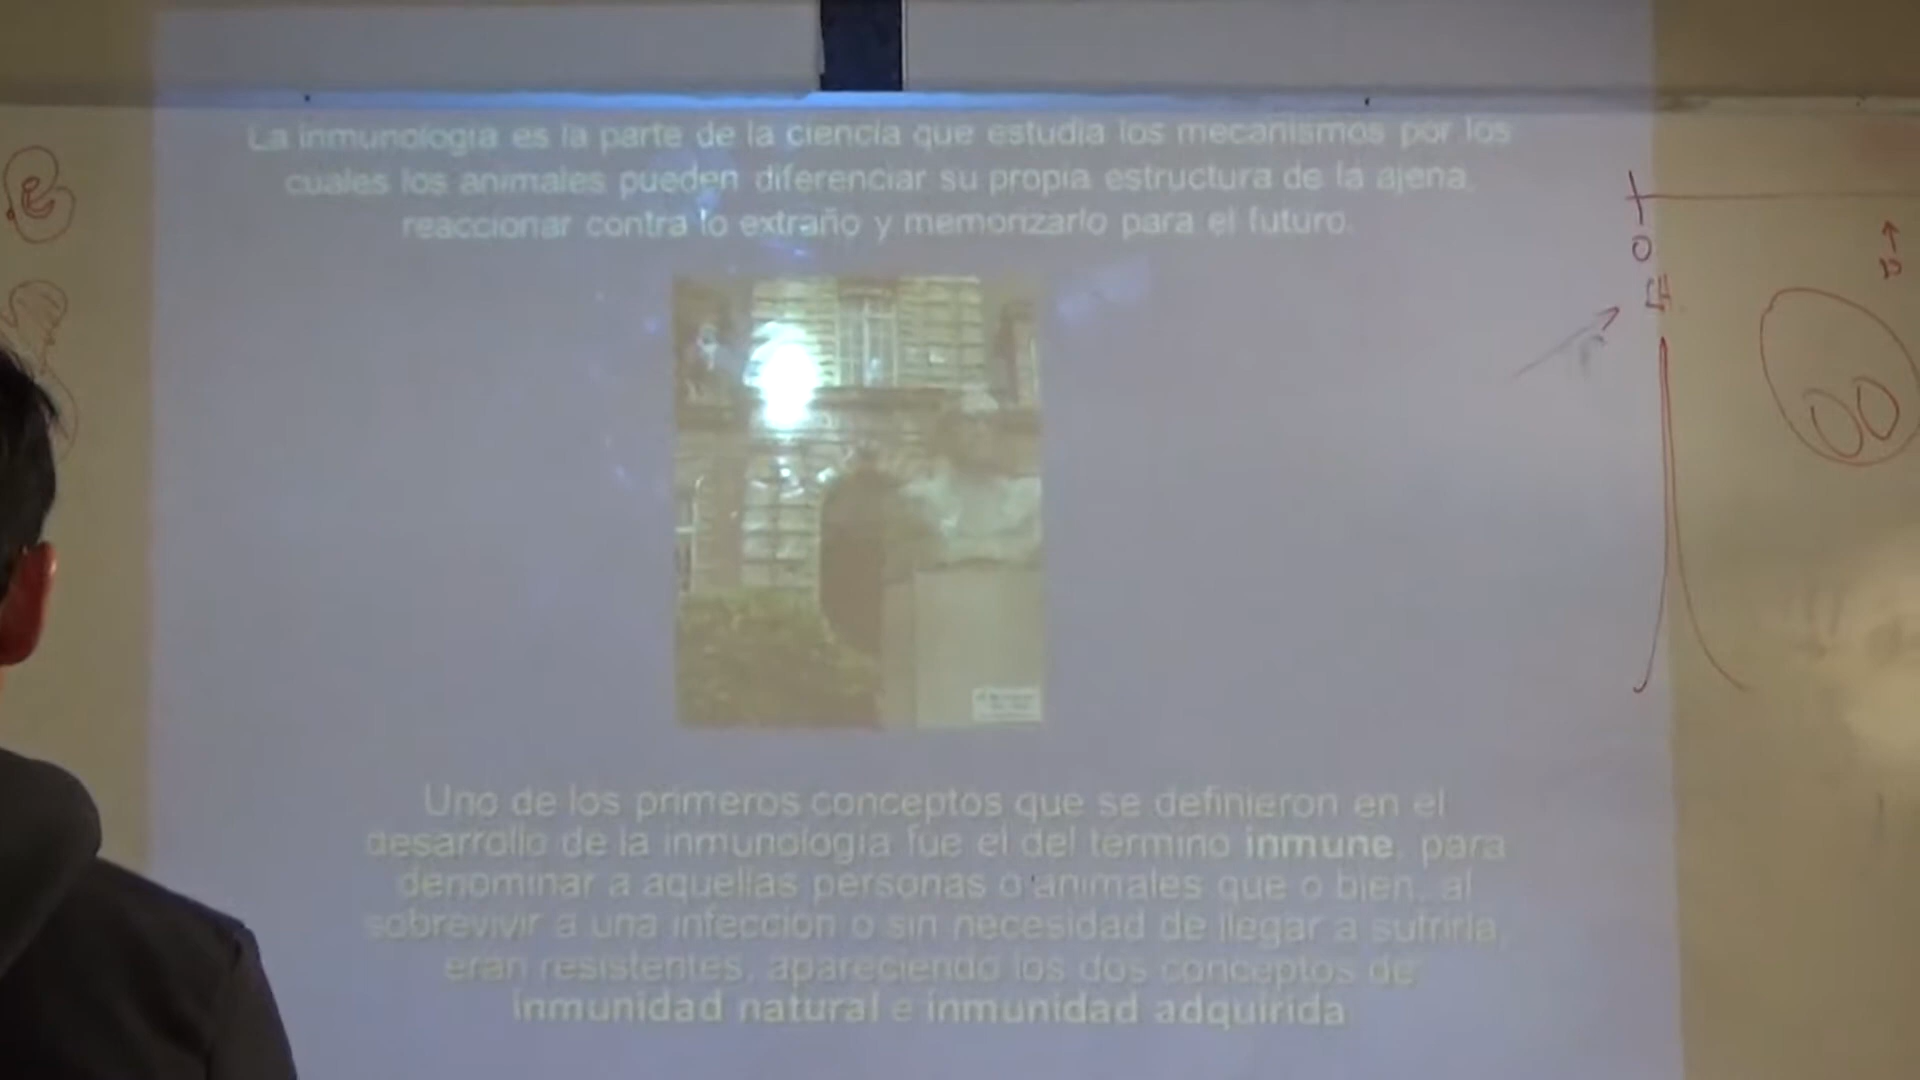 La inmunología es la parte de la ciencia que estudia los mecanismos por los
cuales los animales pueden diferenciar su propia estructura de la ajena,
reaccionar contra lo extraño y memorizarlo para el futuro.
Uno de los primeros conceptos que se definieron en el
desarrollo de la inmunología fue el del término inmune, para
denominar a aquellas personas o animales que o bien, al
sobrevivir a una infección o sin necesidad de llegar a sufrirla,
eran resistentes, apareciendo los dos conceptos de
inmunidad natural e inmunidad adquirida
0